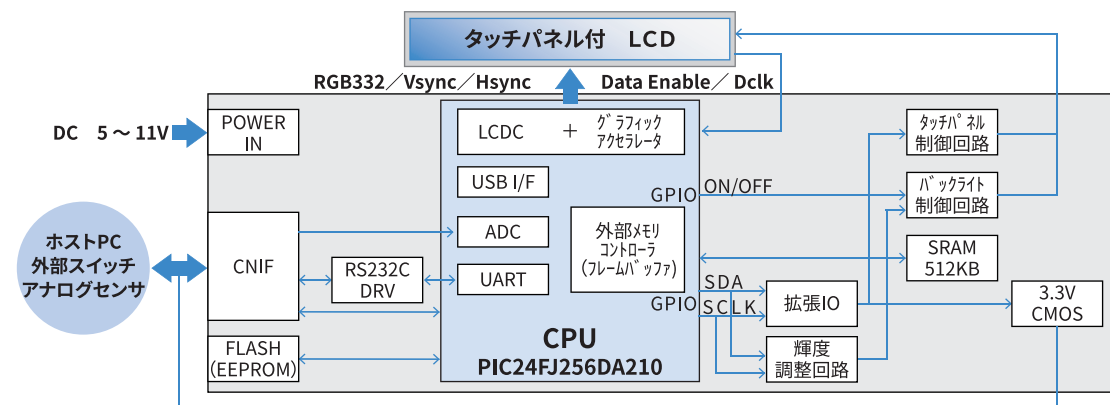 タッチパネル付　LCD
RGB332／Vsync／Hsync
Data Enable／ Dclk
DC　5～11V
POWER
IN
LCDC　＋　グラフィック
アクセラレータ
USB I/F
ADC
UART
外部メモリ
コントローラ
(フレームバッファ)
GPIO
ON/OFF
GPIO
SDA
SCLK
CPU
PIC24FJ256DA210
ホストPC
外部スイッチ
アナログセンサ
CNIF
RS232C
DRV
FLASH
(EEPROM)
タッチパネル
制御回路
バックライト
制御回路
SRAM
512KB
拡張IO
3.3V
CMOS
輝度
調整回路